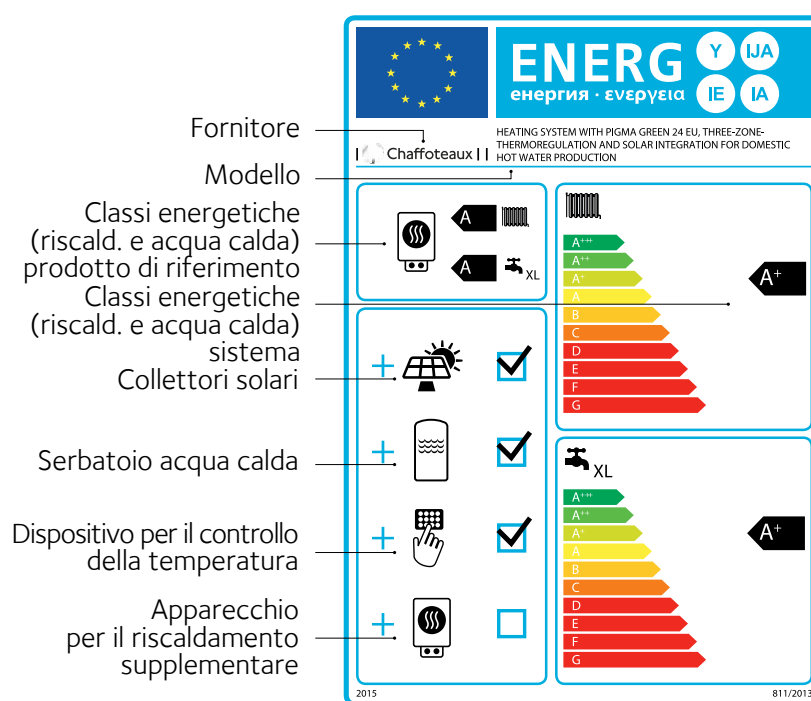 ENERG
енергия · ενεργεια
Y
IJA
IE
IA
Fornitore
Chaffoteaux
HEATING SYSTEM WITH PIGMA GREEN 24 EU, THREE-ZONE-
THERMOREGULATION AND SOLAR INTEGRATION FOR DOMESTIC
HOT WATER PRODUCTION
Modello
Classi energetiche
(riscald. e acqua calda)
prodotto di riferimento
Classi energetiche
(riscald. e acqua calda)
sistema
Collettori solari
Serbatoio acqua calda
Dispositivo per il controllo
della temperatura
Apparecchio
per il riscaldamento
supplementare
A
A
XL
+
+
+
+
A+++
A++
A+
A
B
C
D
E
F
G
A+
XL
A+++
A++
A+
A
B
C
D
E
F
G
A+
2015
811/2013